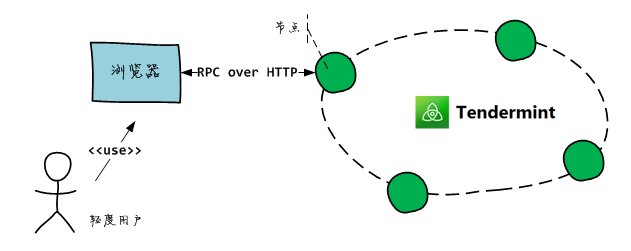 节点
浏览器
RPC over HTTP
Tendermint
<<use>>
轻度用户